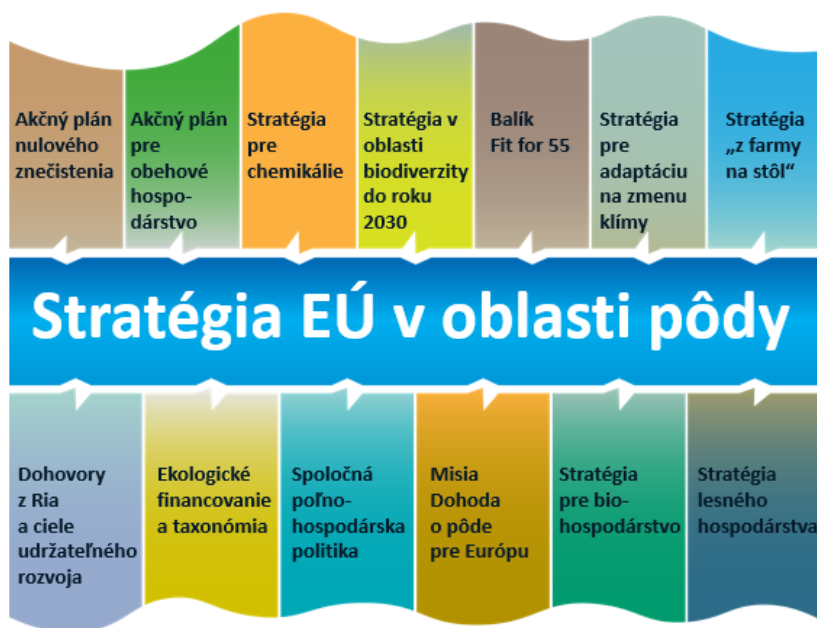 Akčný plán
nulového
znečistenia
Akčný plán
pre
obehové
hospo-
dárstvo
Stratégia
pre
chemikálie
Stratégia v
oblasti
biodiverzity
do roku
2030
Balík
Fit for 55
Stratégia
pre
adaptáciu
na zmenu
klímy
Stratégia
„z farmy
na stôl“
Stratégia EÚ v oblasti pôdy
Dohovory
z Ria
a ciele
udržateľného
rozvoja
Ekologické
financovanie
a taxonómia
Spoločná
poľno-
hospodárska
politika
Misia
Dohoda
o pôde
pre Európu
Stratégia
pre bio-
hospodárstvo
Stratégia
lesného
hospodárstva